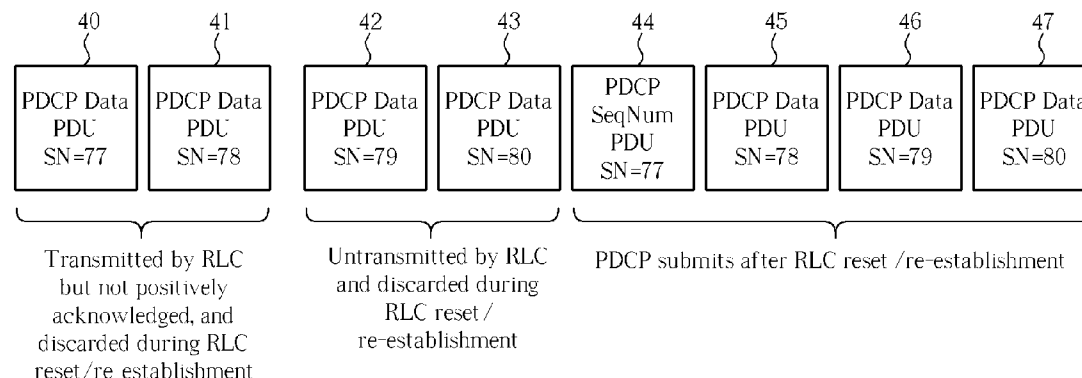 40 41 42 43 44 45 46 47
PDCP Data
PDU
SN=77
PDCP Data
PDU
SN=78
PDCP Data
PDU
SN=79
PDCP Data
PDU
SN=80
PDCP
SeqNum
PDU
SN=77
PDCP Data
PDU
SN=78
PDCP Data
PDU
SN=79
PDCP Data
PDU
SN=80
Transmitted by RLC
but not positively
acknowledged, and
discarded during RLC
reset/re-establishment
Untransmitted by RLC
and discarded during
RLC reset/
re-establishment
PDCP submits after RLC reset/re-establishment